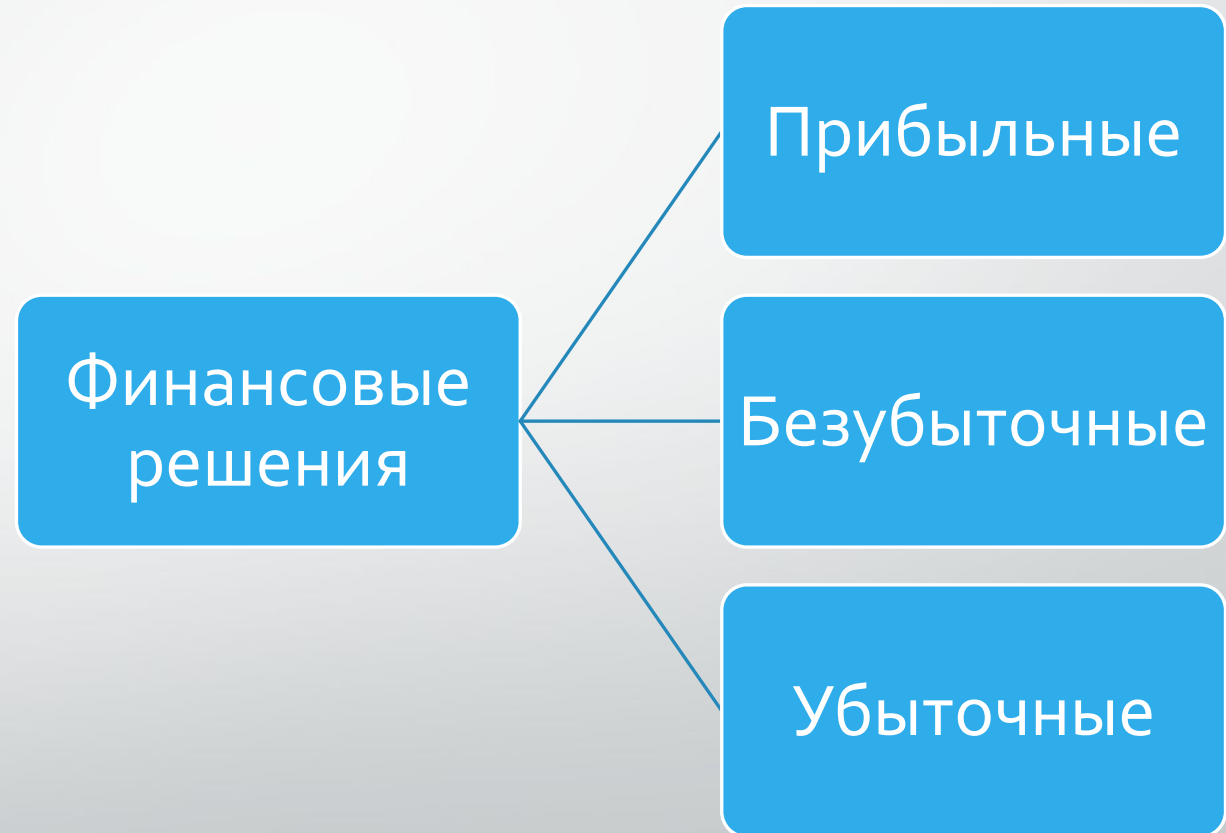 Прибыльные
Финансовые
решения
Безубыточные
Убыточные